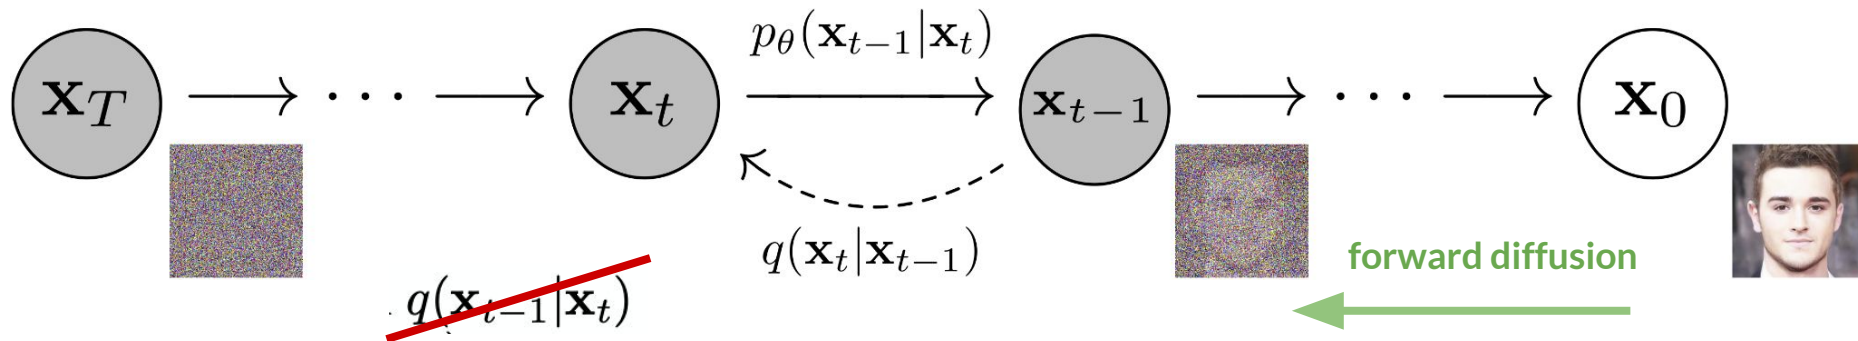 p_θ(x_{t−1}|x_t)
x_T → · · · → x_t → x_{t−1} → · · · → x_0
q(x_t|x_{t−1})
forward diffusion
q(x_{t−1}|x_t)